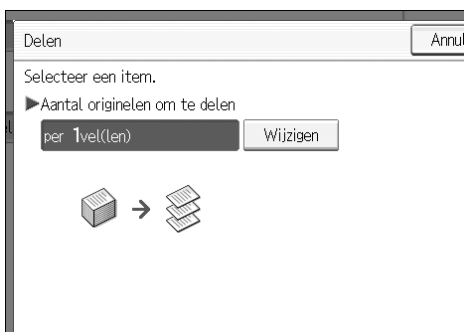 Delen
Annul
Selecteer een item.
▶Aantal originelen om te delen
per 1vel(len)
Wijzigen